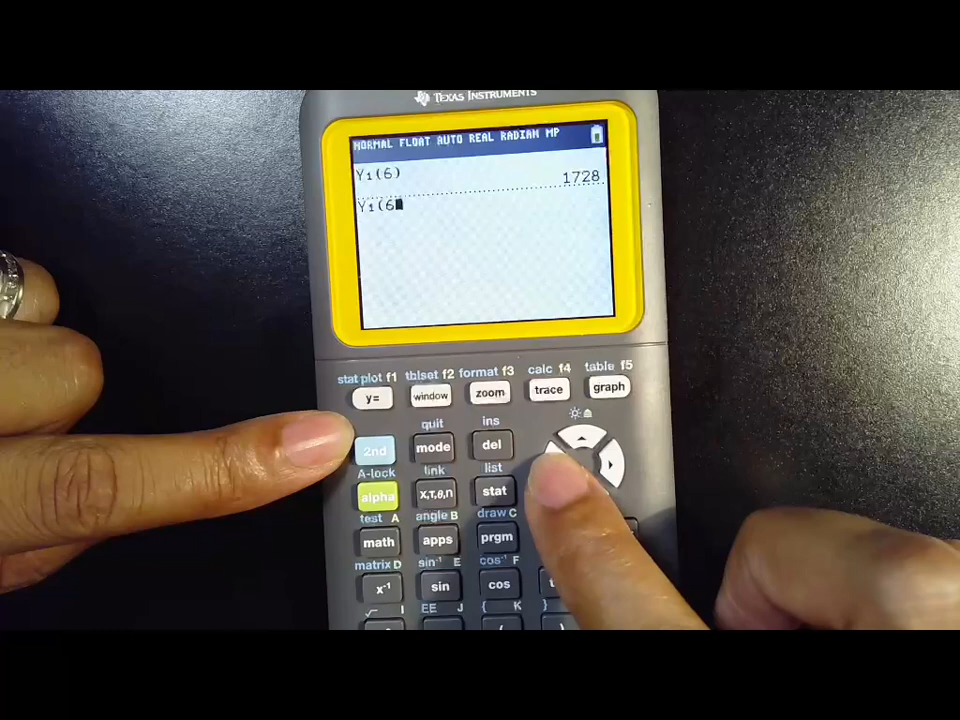 TEXAS INSTRUMENTS
NORMAL FLOAT AUTO REAL RADIAN MP
Y₁(6)
1728
Y₁(6
stat plot f1 tblset f2 format f3 calc f4 table f5
y= window zoom trace graph
quit ins
2nd mode del
A-lock link list
alpha X,T,θ,n stat
test A angle B draw C
math apps prgm
matrix D sin⁻¹ E cos⁻¹ F
x⁻¹ sin cos
√ I EE J { K }